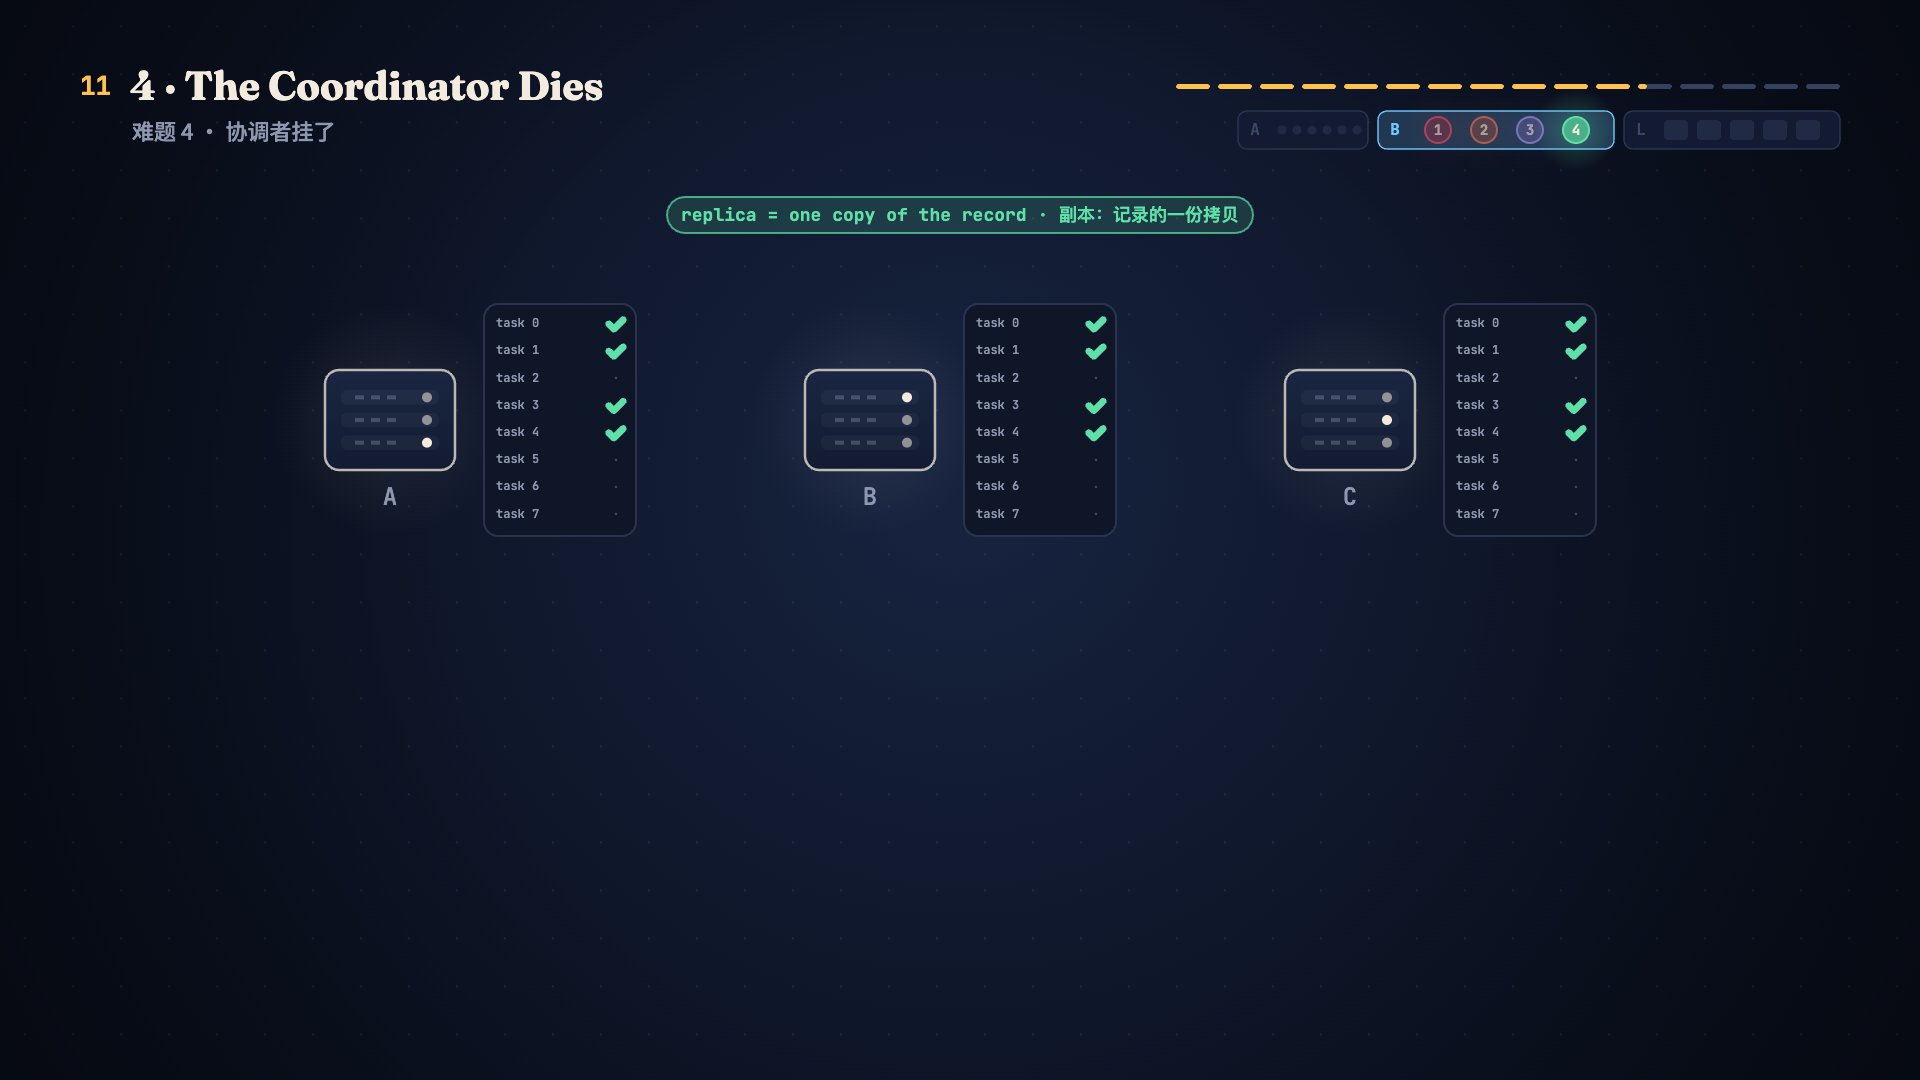 11 4 · The Coordinator Dies
难题 4 · 协调者挂了
A
B 1 2 3 4
L
replica = one copy of the record · 副本：记录的一份拷贝
A
task 0
task 1
task 2
task 3
task 4
task 5
task 6
task 7
B
task 0
task 1
task 2
task 3
task 4
task 5
task 6
task 7
C
task 0
task 1
task 2
task 3
task 4
task 5
task 6
task 7